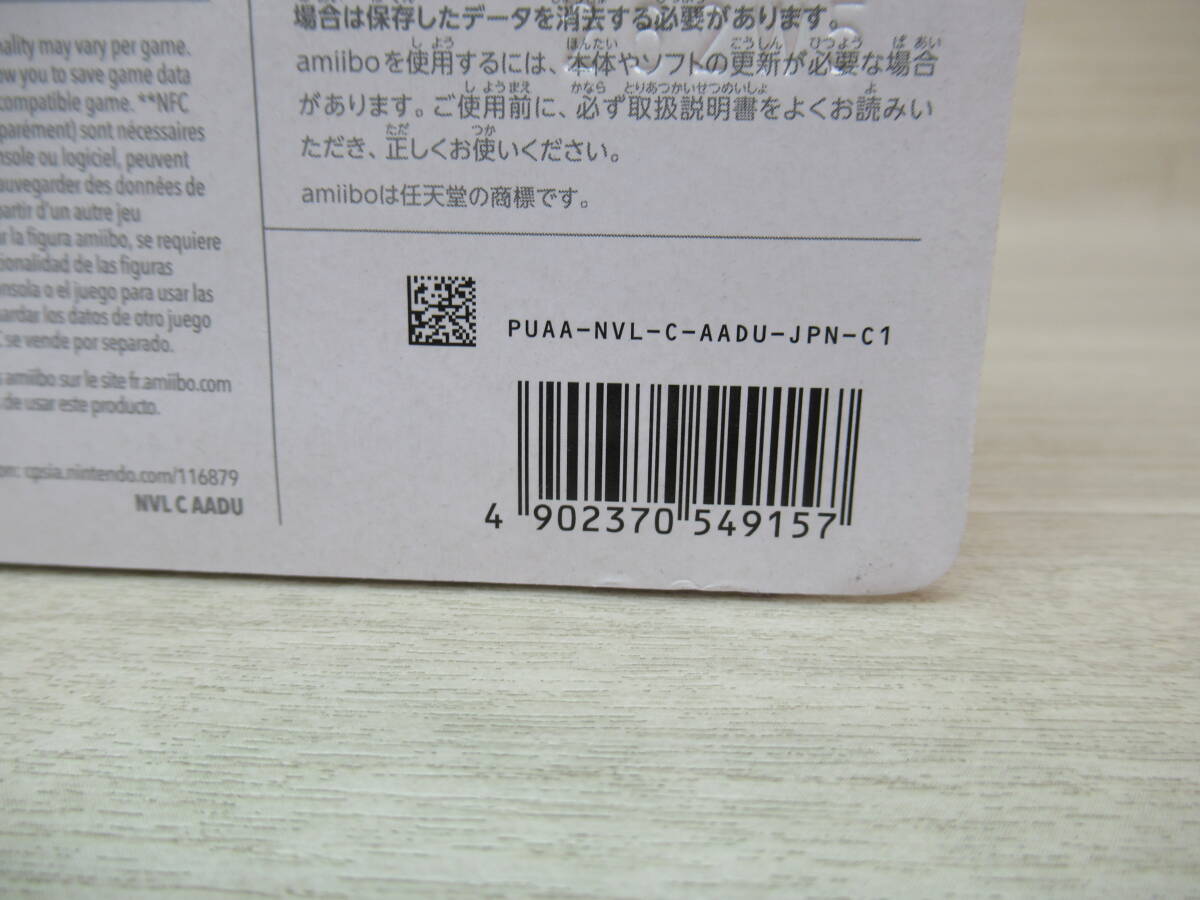 ality may vary per game.
ew you to save game data
compatible game. **NFC
parément) sont nécessaires
nsole ou logiciel, peuvent
auvegarder des données de
partir d'un autre jeu
ar la figura amiibo, se requiere
ionalidad de las figuras
onsola o el juego para usar las
uardar los datos de otro juego
C se vende por separado.
s amiibo sur le site fr.amiibo.com
de usar este producto.
on: cpsia.nintendo.com/116879
NVL C AADU
場合は保存したデータを消去する必要があります。
amiiboを使用するには、本体やソフトの更新が必要な場合
があります。ご使用前に、必ず取扱説明書をよくお読みい
ただき、正しくお使いください。
amiiboは任天堂の商標です。
PUAA-NVL-C-AADU-JPN-C1
4 902370 549157